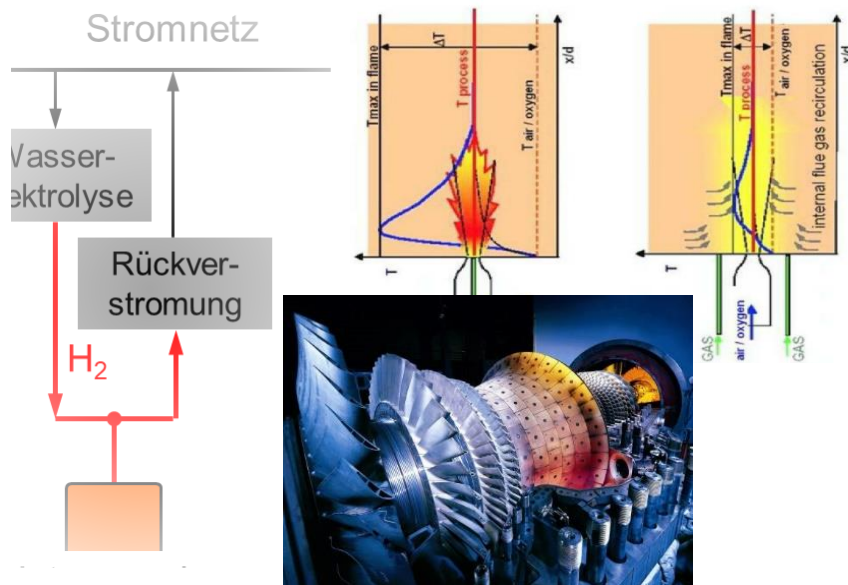 Stromnetz
Wasser-
ektrolyse
Rückver-
stromung
H₂
Tmax in flame
ΔT
T process
T air / oxygen
x/d
T
Tmax in flame
ΔT
T process
T air / oxygen
internal flue gas recirculation
x/d
T
GAS
air / oxygen
GAS